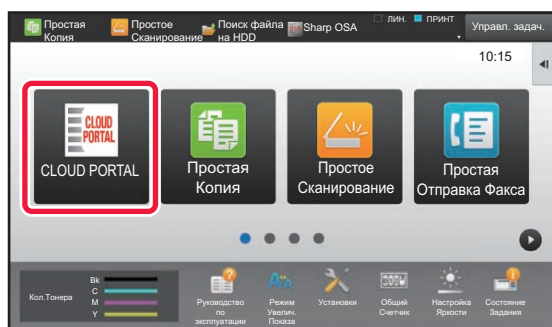 Простая
Копия
Простое
Сканирование
Поиск файла
на HDD
Sharp OSA
ЛИН.
ПРИНТ
Управл. задач.
10:15
CLOUD
PORTAL
CLOUD PORTAL
Простая
Копия
Простое
Сканирование
Простая
Отправка Факса
Кол.Тонера
Bk
C
M
Y
Руководство
по
эксплуатации
Режим
Увелич.
Показа
Установки
Общий
Счетчик
Настройка
Яркости
Состояние
Задания